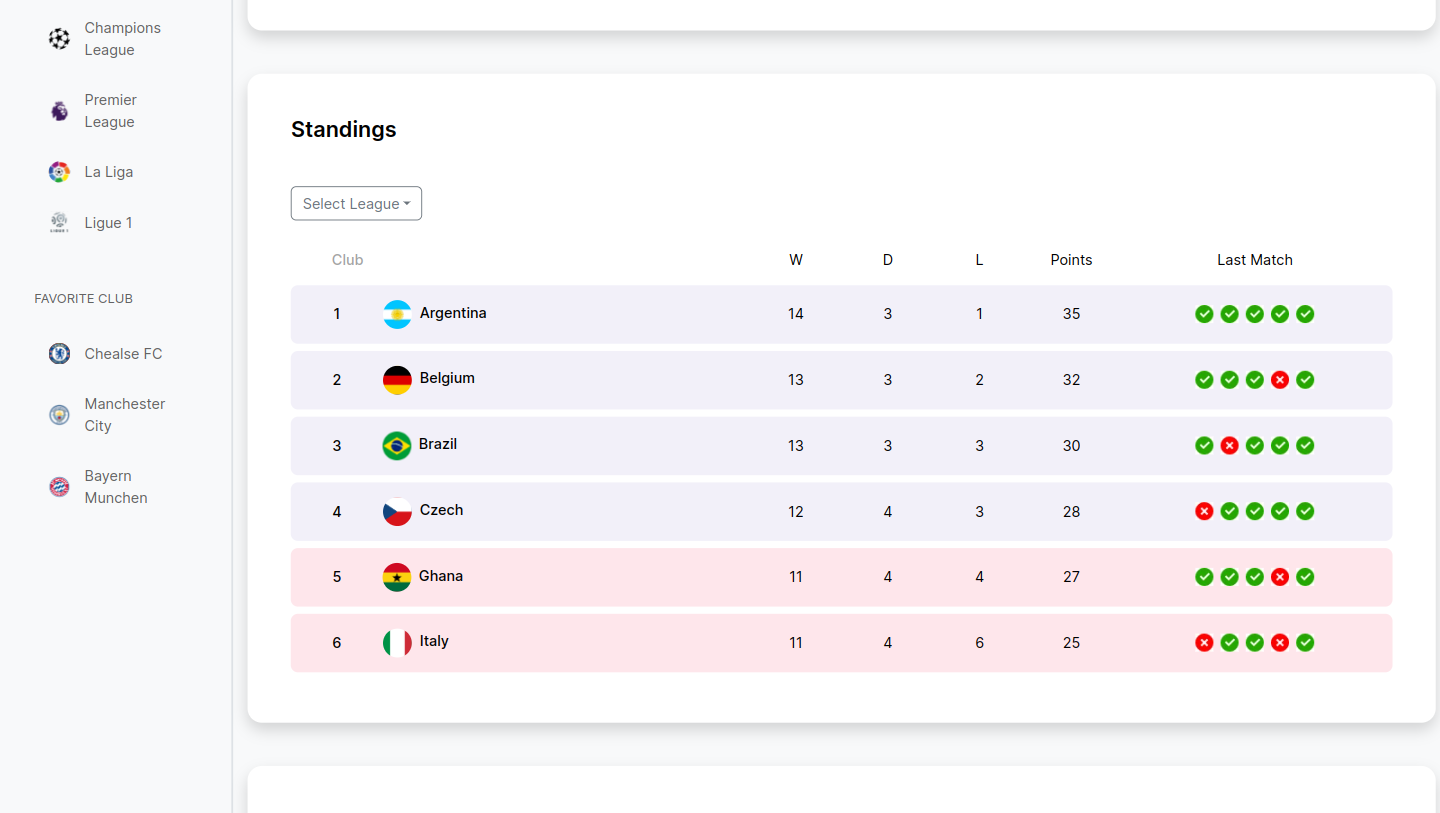 Champions
League
Premier
League
La Liga
Ligue 1
FAVORITE CLUB
Chealse FC
Manchester
City
Bayern
Munchen
Standings
Select League
Club W D L Points Last Match
1 Argentina 14 3 1 35
2 Belgium 13 3 2 32
3 Brazil 13 3 3 30
4 Czech 12 4 3 28
5 Ghana 11 4 4 27
6 Italy 11 4 6 25